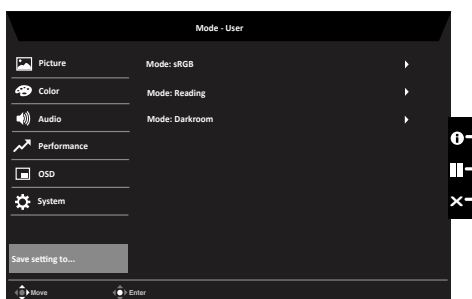 Mode - User
Picture
Mode: sRGB
Color
Mode: Reading
Audio
Mode: Darkroom
Performance
OSD
System
Save setting to...
Move
Enter